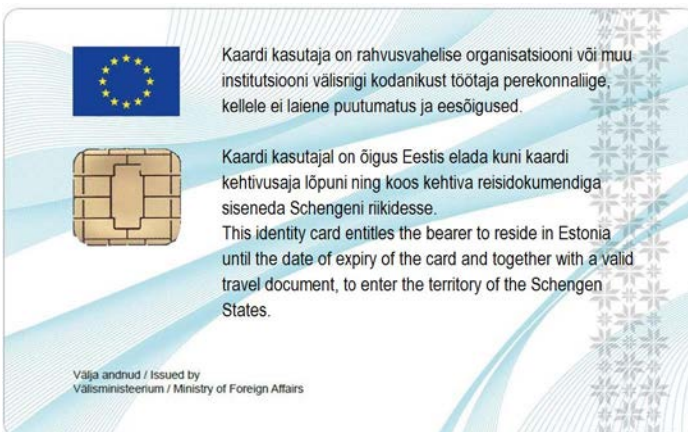 Kaardi kasutaja on rahvusvahelise organisatsiooni või muu
institutsiooni välisriigi kodanikust töötaja perekonnaliige,
kellele ei laiene puutumatus ja eesõigused.
Kaardi kasutajal on õigus Eestis elada kuni kaardi
kehtivusaja lõpuni ning koos kehtiva reisidokumendiga
siseneda Schengeni riikidesse.
This identity card entitles the bearer to reside in Estonia
until the date of expiry of the card and together with a valid
travel document, to enter the territory of the Schengen
States.
Välja andnud / Issued by
Välisministeerium / Ministry of Foreign Affairs